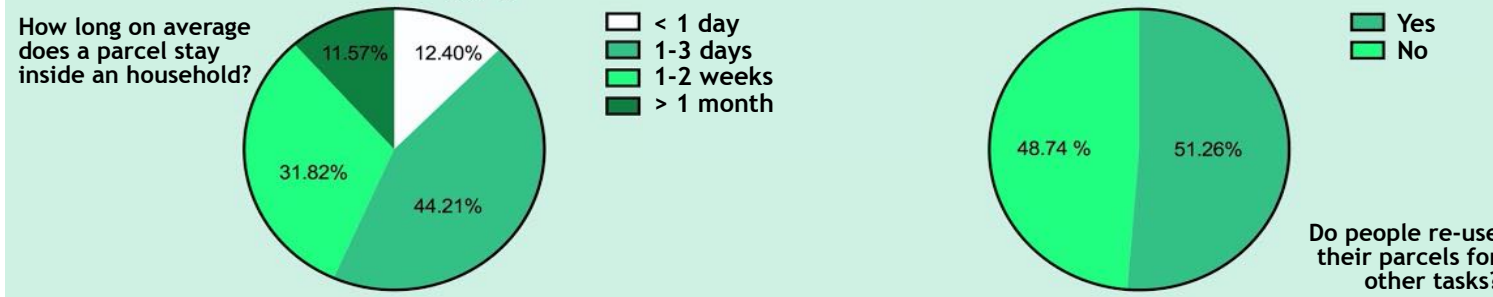 How long on average
does a parcel stay
inside an household?
11.57%
12.40%
31.82%
44.21%
< 1 day
1-3 days
1-2 weeks
> 1 month
48.74 %
51.26%
Yes
No
Do people re-use
their parcels for
other tasks?